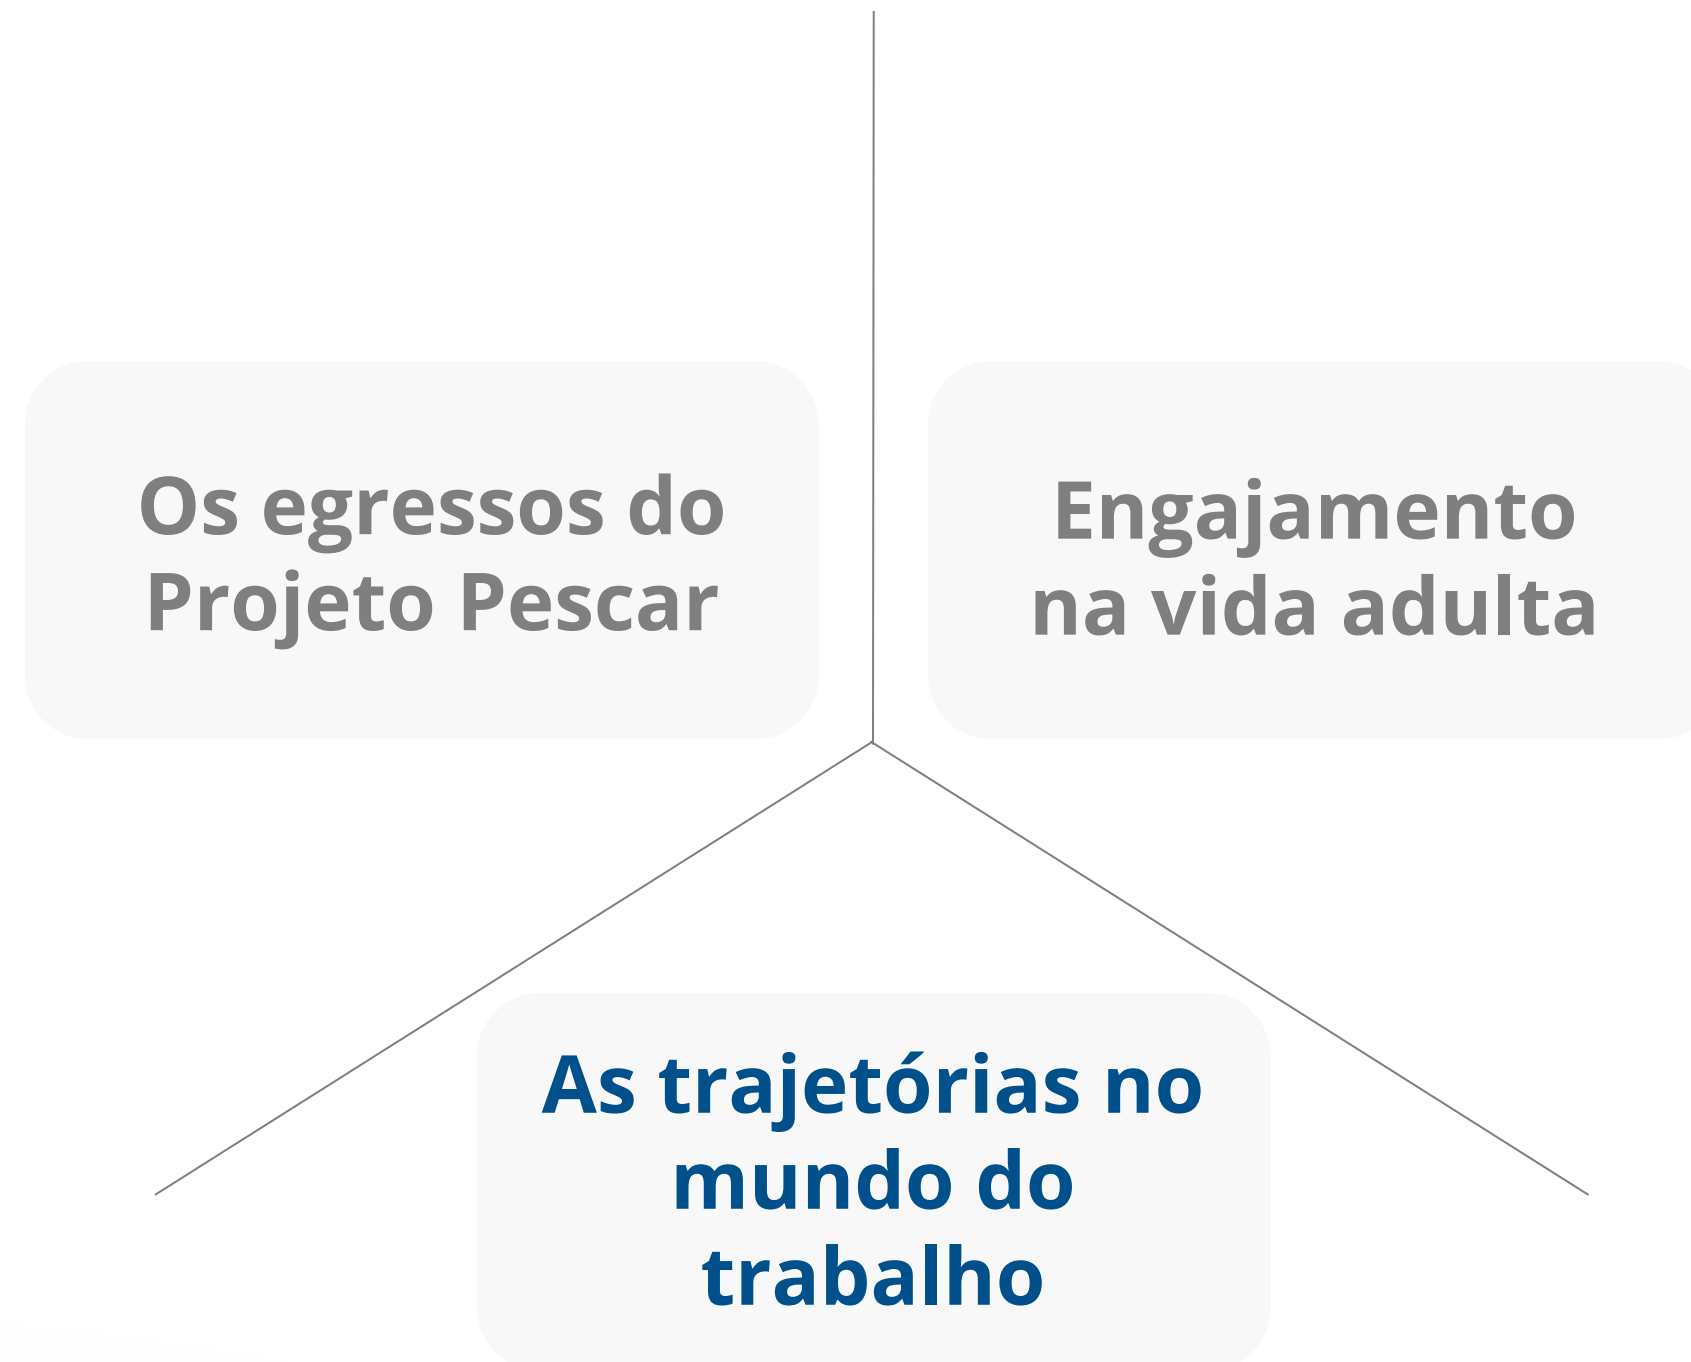 Os egressos do
Projeto Pescar
Engajamento
na vida adulta
As trajetórias no
mundo do
trabalho